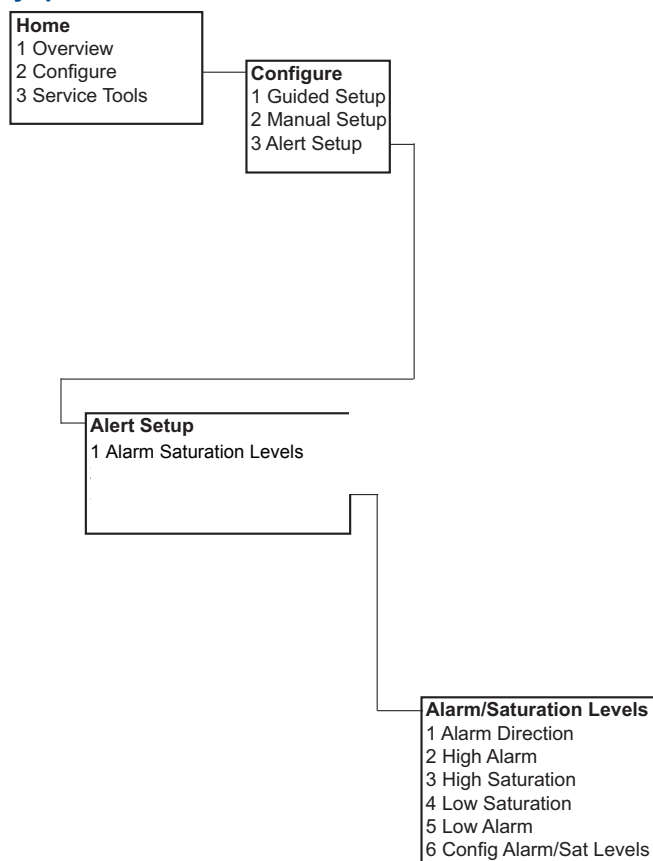 Home
1 Overview
2 Configure
3 Service Tools
Configure
1 Guided Setup
2 Manual Setup
3 Alert Setup
Alert Setup
1 Alarm Saturation Levels
Alarm/Saturation Levels
1 Alarm Direction
2 High Alarm
3 High Saturation
4 Low Saturation
5 Low Alarm
6 Config Alarm/Sat Levels